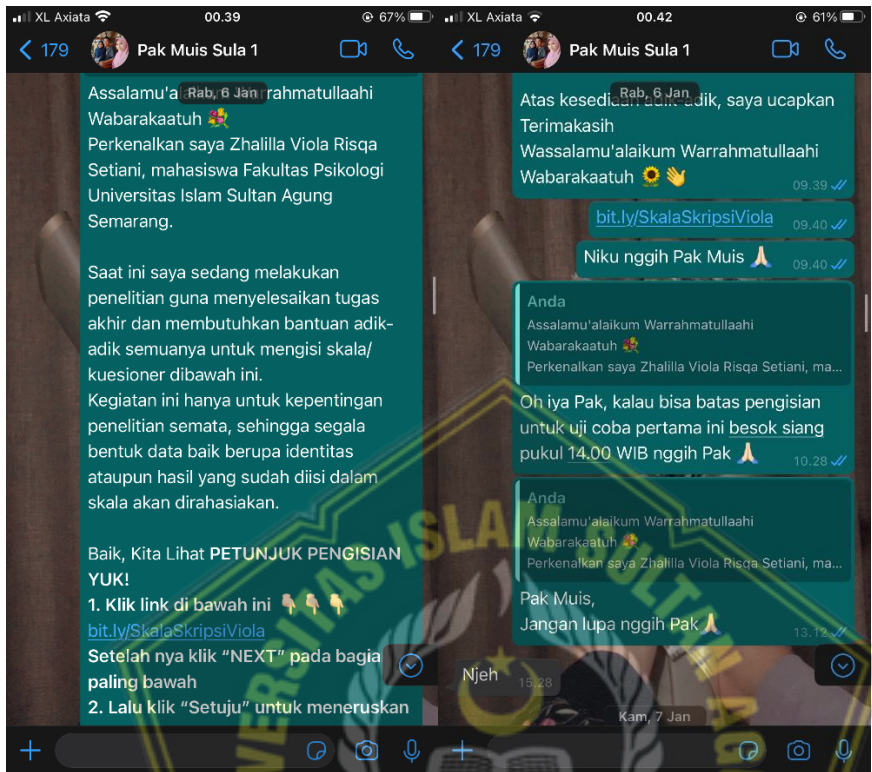 XL Axiata
00.39
67%
179
Pak Muis Sula 1
Rab, 6 Jan
Assalamu'al rahmatullaahi
Wabarakaatuh 💐
Perkenalkan saya Zhalilla Viola Risqa
Setiani, mahasiswa Fakultas Psikologi
Universitas Islam Sultan Agung
Semarang.
Saat ini saya sedang melakukan
penelitian guna menyelesaikan tugas
akhir dan membutuhkan bantuan adik-
adik semuanya untuk mengisi skala/
kuesioner dibawah ini.
Kegiatan ini hanya untuk kepentingan
penelitian semata, sehingga segala
bentuk data baik berupa identitas
ataupun hasil yang sudah diisi dalam
skala akan dirahasiakan.
Baik, Kita Lihat PETUNJUK PENGISIAN
YUK!
1. Klik link di bawah ini 👇🏻👇🏻👇🏻
bit.ly/SkalaSkripsiViola
Setelah nya klik “NEXT” pada bagia
paling bawah
2. Lalu klik “Setuju” untuk meneruskan
XL Axiata
00.42
61%
179
Pak Muis Sula 1
Rab, 6 Jan
Atas kesediaan adik-adik, saya ucapkan
Terimakasih
Wassalamu'alaikum Warrahmatullaahi
Wabarakaatuh 🌻👋
09.39
bit.ly/SkalaSkripsiViola
09.40
Niku nggih Pak Muis 🙏🏻
09.40
Anda
Assalamu'alaikum Warrahmatullaahi
Wabarakaatuh 💐
Perkenalkan saya Zhalilla Viola Risqa Setiani, ma...
Oh iya Pak, kalau bisa batas pengisian
untuk uji coba pertama ini besok siang
pukul 14.00 WIB nggih Pak 🙏🏻
10.28
Anda
Assalamu'alaikum Warrahmatullaahi
Wabarakaatuh 💐
Perkenalkan saya Zhalilla Viola Risqa Setiani, ma...
Pak Muis,
Jangan lupa nggih Pak 🙏🏻
13.12
Njeh
15.28
Kam, 7 Jan